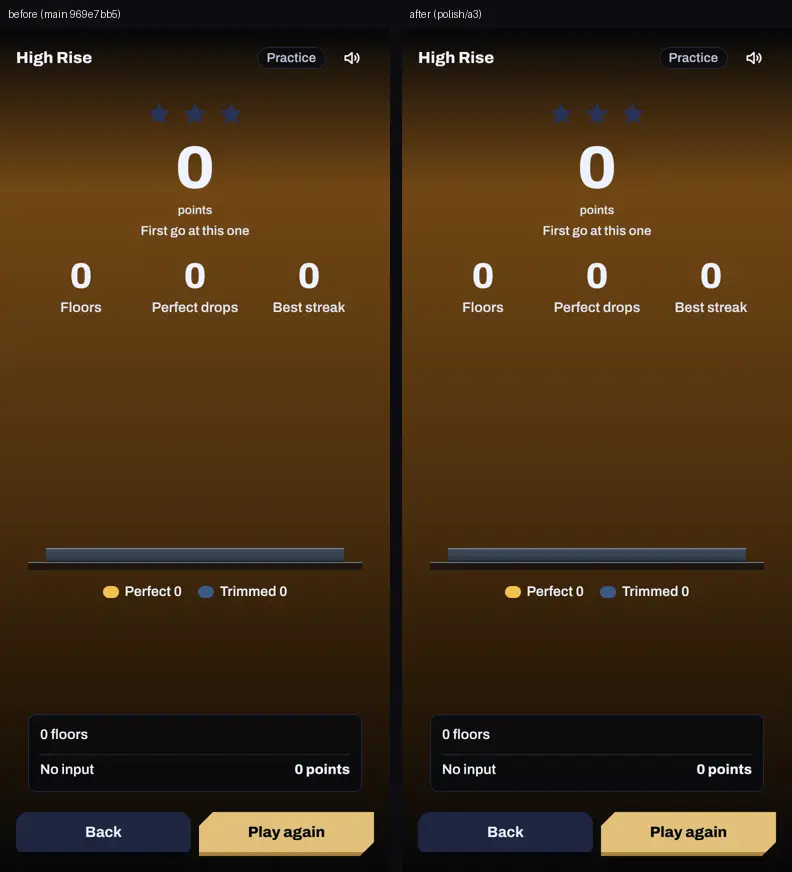 before (main 969e7bb5)
High Rise
Practice
0
points
First go at this one
0 0 0
Floors Perfect drops Best streak
Perfect 0 Trimmed 0
0 floors
No input 0 points
Back Play again
after (polish/a3)
High Rise
Practice
0
points
First go at this one
0 0 0
Floors Perfect drops Best streak
Perfect 0 Trimmed 0
0 floors
No input 0 points
Back Play again